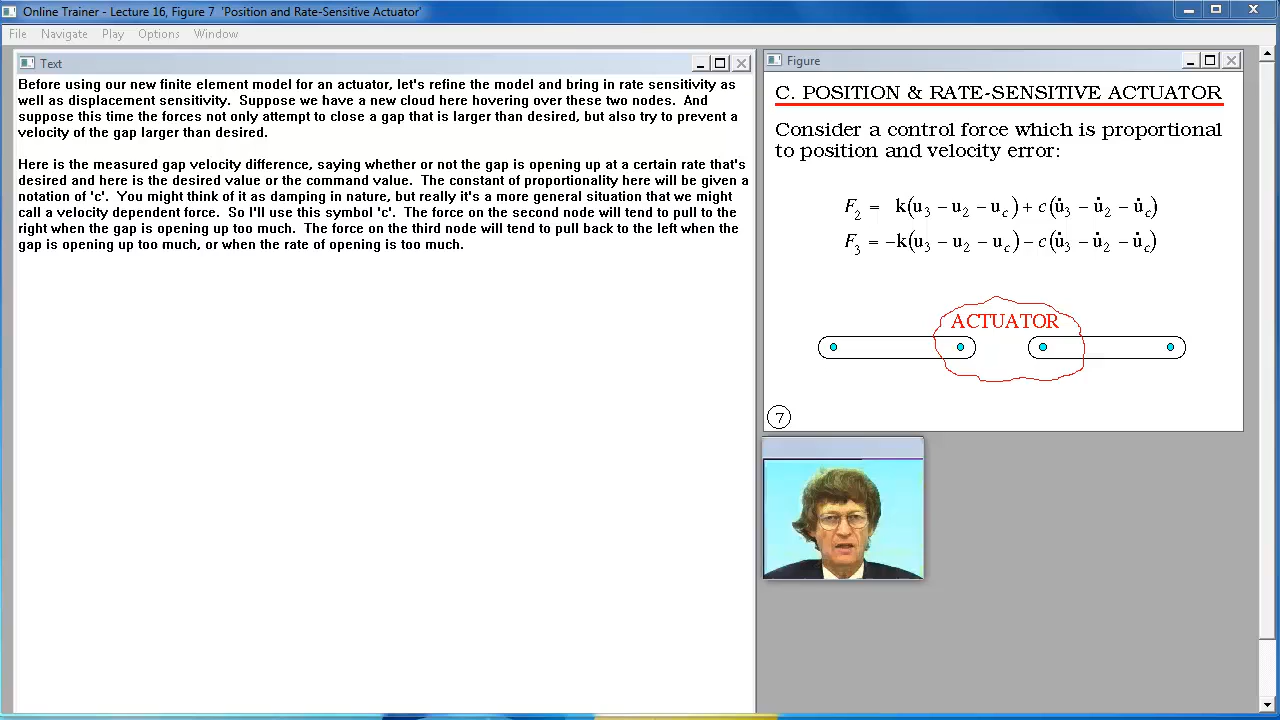 Online Trainer - Lecture 16, Figure 7 'Position and Rate-Sensitive Actuator'
File Navigate Play Options Window
Text
Before using our new finite element model for an actuator, let's refine the model and bring in rate sensitivity as
well as displacement sensitivity. Suppose we have a new cloud here hovering over these two nodes. And
suppose this time the forces not only attempt to close a gap that is larger than desired, but also try to prevent a
velocity of the gap larger than desired.
Here is the measured gap velocity difference, saying whether or not the gap is opening up at a certain rate that's
desired and here is the desired value or the command value. The constant of proportionality here will be given a
notation of 'c'. You might think of it as damping in nature, but really it's a more general situation that we might
call a velocity dependent force. So I'll use this symbol 'c'. The force on the second node will tend to pull to the
right when the gap is opening up too much. The force on the third node will tend to pull back to the left when the
gap is opening up too much, or when the rate of opening is too much.
Figure
C. POSITION & RATE-SENSITIVE ACTUATOR
Consider a control force which is proportional
to position and velocity error:
F₂ = k(u₃ − u₂ − u_c) + c(u̇₃ − u̇₂ − u̇_c)
F₃ = −k(u₃ − u₂ − u_c) − c(u̇₃ − u̇₂ − u̇_c)
ACTUATOR
7